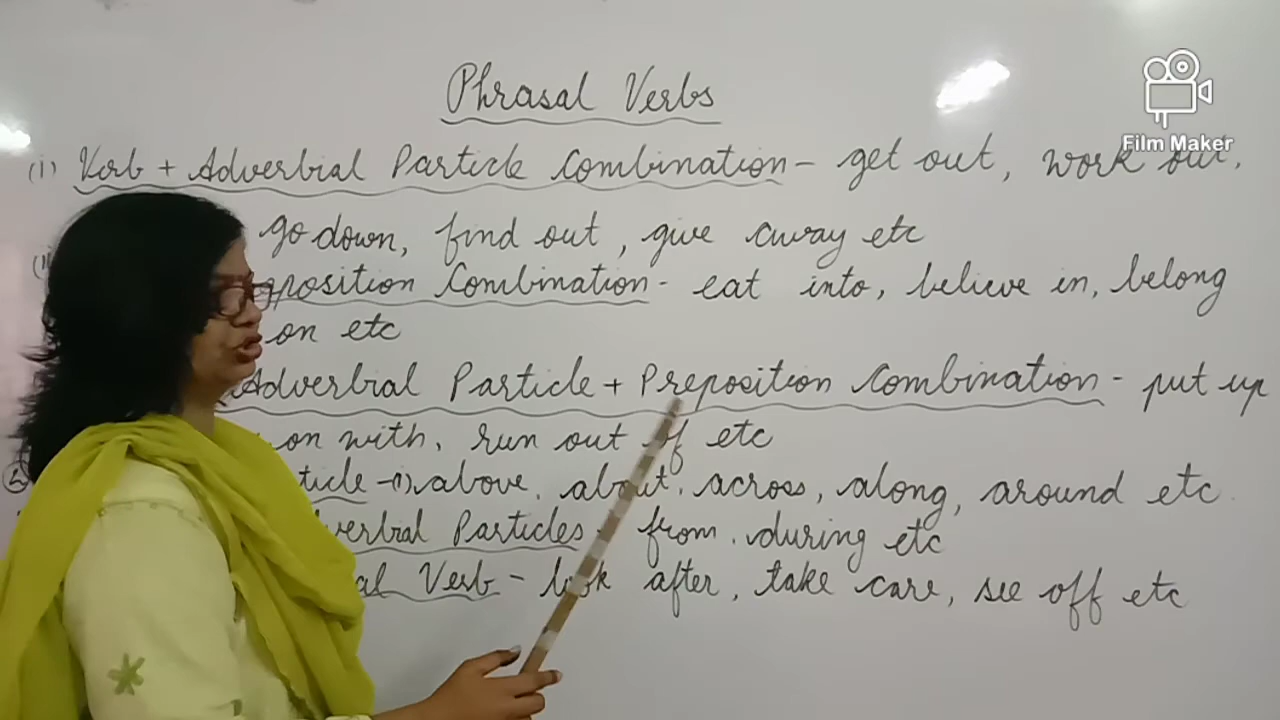 Phrasal Verbs
Film Maker
(i) Verb + Adverbial Particle Combination - get out, work out,
go down, find out, give away etc
Combination - eat into, believe in, belong
on etc
Adverbial Particle + Preposition Combination - put up
on with, run out of etc
(i) above, about, across, along, around etc
Particles from, during etc
Verb - look after, take care, see off etc